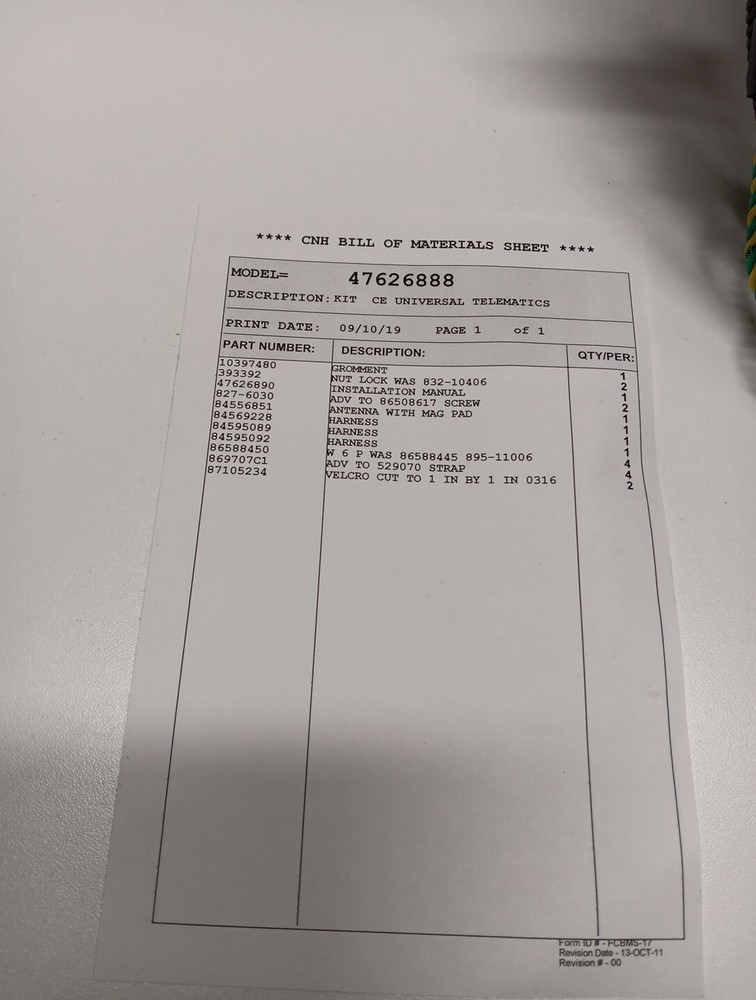 **** CNH BILL OF MATERIALS SHEET ****
MODEL= 47626888
DESCRIPTION: KIT CE UNIVERSAL TELEMATICS
PRINT DATE: 09/10/19 PAGE 1 of 1
PART NUMBER: DESCRIPTION: QTY/PER:
10397480 GROMMENT 1
393392 NUT LOCK WAS 832-10406 2
47626890 INSTALLATION MANUAL 1
827-6030 ADV TO 86508617 SCREW 2
84556851 ANTENNA WITH MAG PAD 1
84569228 HARNESS 1
84595089 HARNESS 1
84595092 HARNESS 1
86588450 W 6 P WAS 86588445 895-11006 4
869707C1 ADV TO 529070 STRAP 4
87105234 VELCRO CUT TO 1 IN BY 1 IN 0316 2
Form ID # - FCBMS-17
Revision Date - 13-OCT-11
Revision # - 00